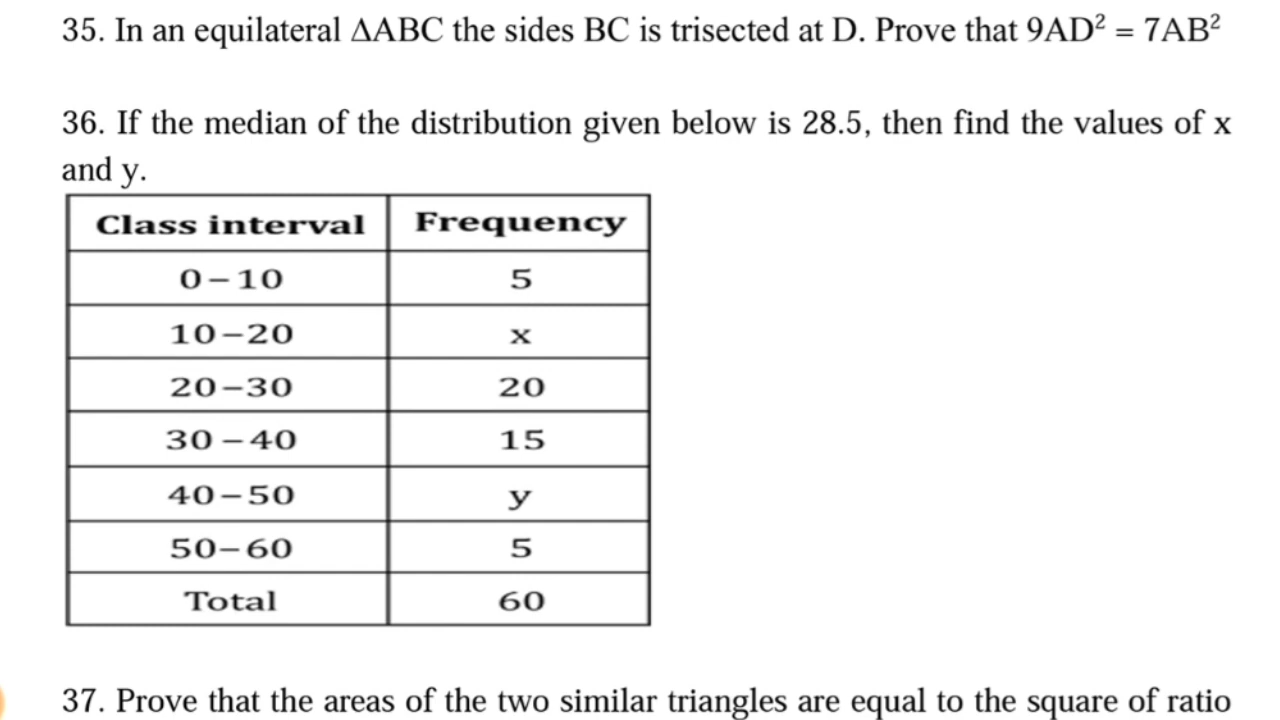 35. In an equilateral ΔABC the sides BC is trisected at D. Prove that 9AD² = 7AB²
36. If the median of the distribution given below is 28.5, then find the values of x
and y.
Class interval Frequency
0–10 5
10–20 x
20–30 20
30–40 15
40–50 y
50–60 5
Total 60
37. Prove that the areas of the two similar triangles are equal to the square of ratio